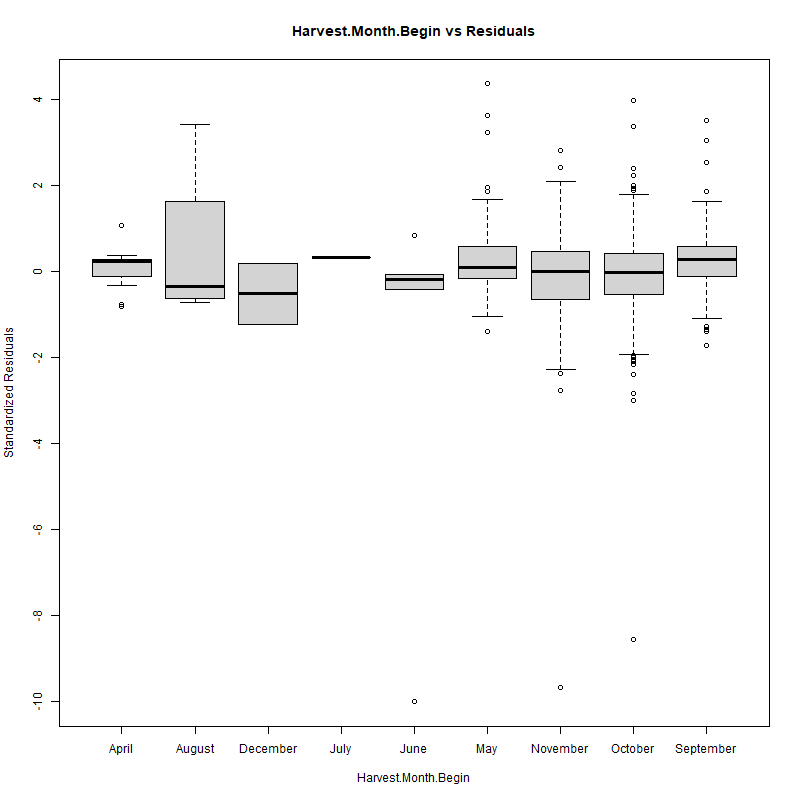 Harvest.Month.Begin vs Residuals
Standardized Residuals
4
2
0
-2
-4
-6
-8
-10
April August December July June May November October September
Harvest.Month.Begin